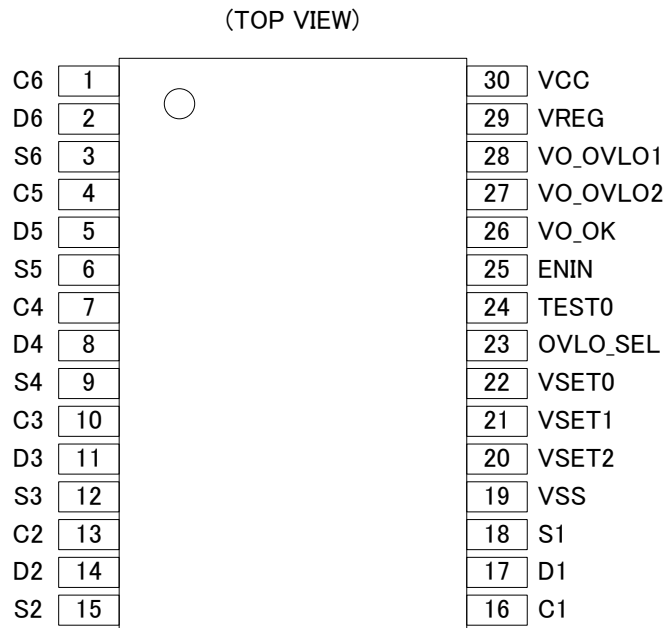 (TOP VIEW)
C6 1 30 VCC
D6 2 29 VREG
S6 3 28 VO_OVLO1
C5 4 27 VO_OVLO2
D5 5 26 VO_OK
S5 6 25 ENIN
C4 7 24 TEST0
D4 8 23 OVLO_SEL
S4 9 22 VSET0
C3 10 21 VSET1
D3 11 20 VSET2
S3 12 19 VSS
C2 13 18 S1
D2 14 17 D1
S2 15 16 C1